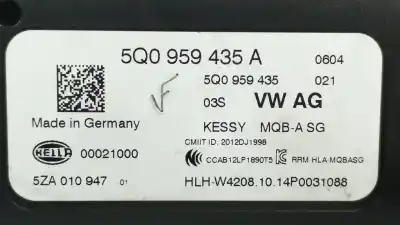 5Q0 959 435 A 0604
5Q0 959 435 021
VF
03S VW AG
Made in Germany
KESSY MQB-A SG
CMIIT ID: 2012DJ1998
HELLA 00021000
CCAB12LP1890T5 RRM HLA-MQBASG
5ZA 010 947 01
HLH-W4208.10.14P0031088